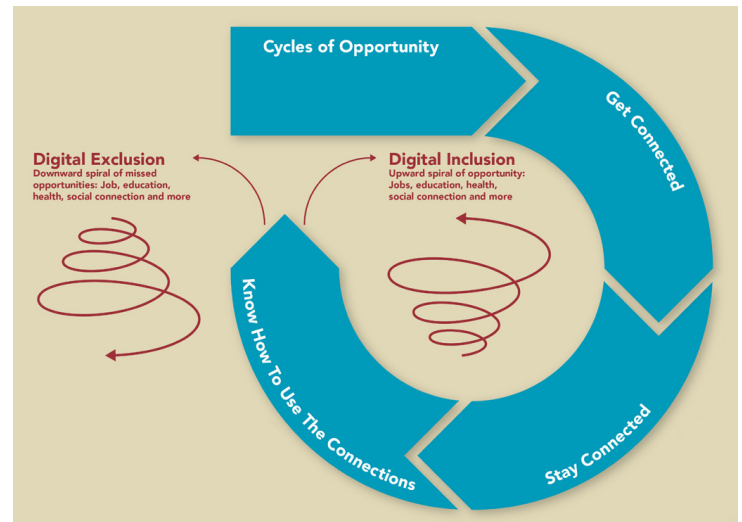 Cycles of Opportunity
Get Connected
Digital Exclusion
Downward spiral of missed
opportunities: Job, education,
health, social connection and more
Digital Inclusion
Upward spiral of opportunity:
Jobs, education, health,
social connection and more
Know How To Use The Connections
Stay Connected